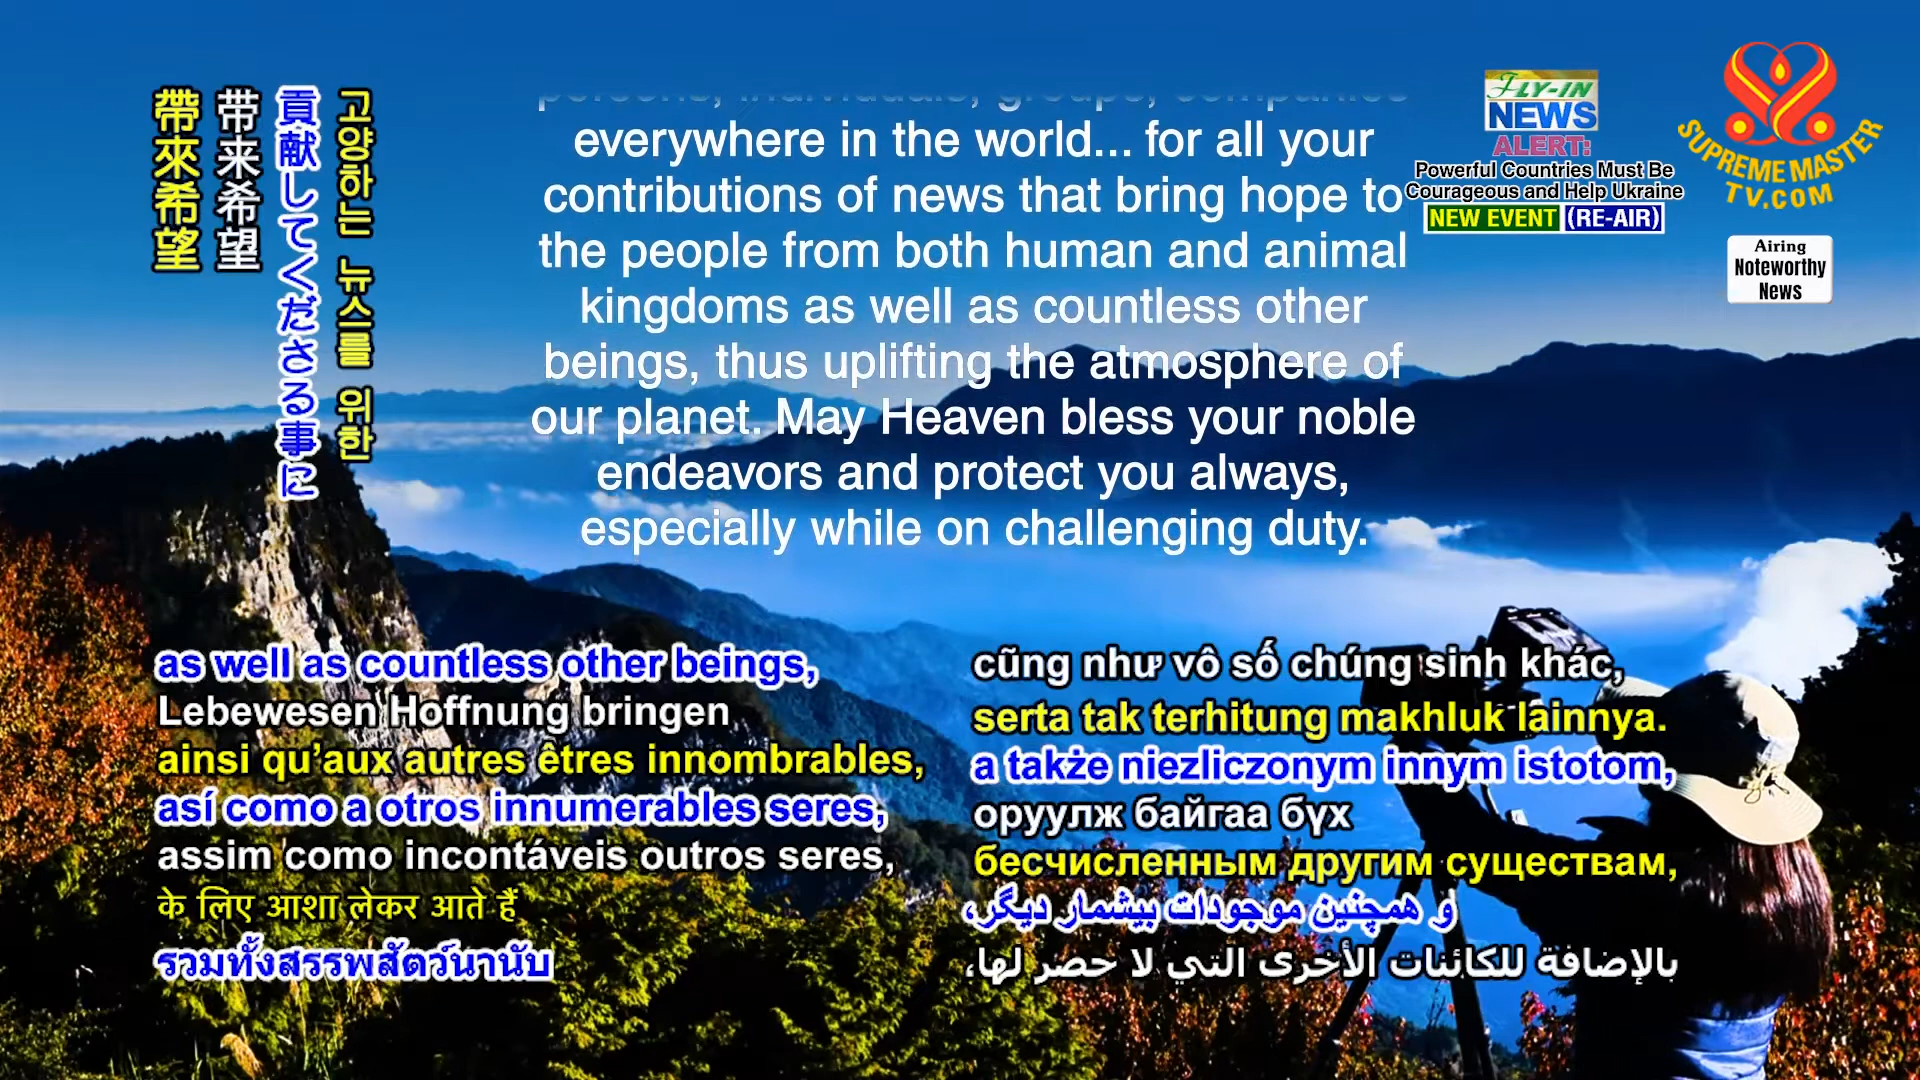 persons, individuals, groups, companies
everywhere in the world... for all your
contributions of news that bring hope to
the people from both human and animal
kingdoms as well as countless other
beings, thus uplifting the atmosphere of
our planet. May Heaven bless your noble
endeavors and protect you always,
especially while on challenging duty.
帶來希望
带来希望
貢献してくださる事に
고양하는 뉴스를 위한
FLY-IN
NEWS
ALERT:
Powerful Countries Must Be
Courageous and Help Ukraine
NEW EVENT (RE-AIR)
SUPREME MASTER
TV.COM
Airing
Noteworthy
News
as well as countless other beings,
Lebewesen Hoffnung bringen
ainsi qu’aux autres êtres innombrables,
así como a otros innumerables seres,
assim como incontáveis outros seres,
के लिए आशा लेकर आते हैं
รวมทั้งสรรพสัตว์นานับ
cũng như vô số chúng sinh khác,
serta tak terhitung makhluk lainnya.
a także niezliczonym innym istotom,
оруулж байгаа бүх
бесчисленным другим существам,
و همچنین موجودات بیشمار دیگر،
بالإضافة للكائنات الأخرى التي لا حصر لها،